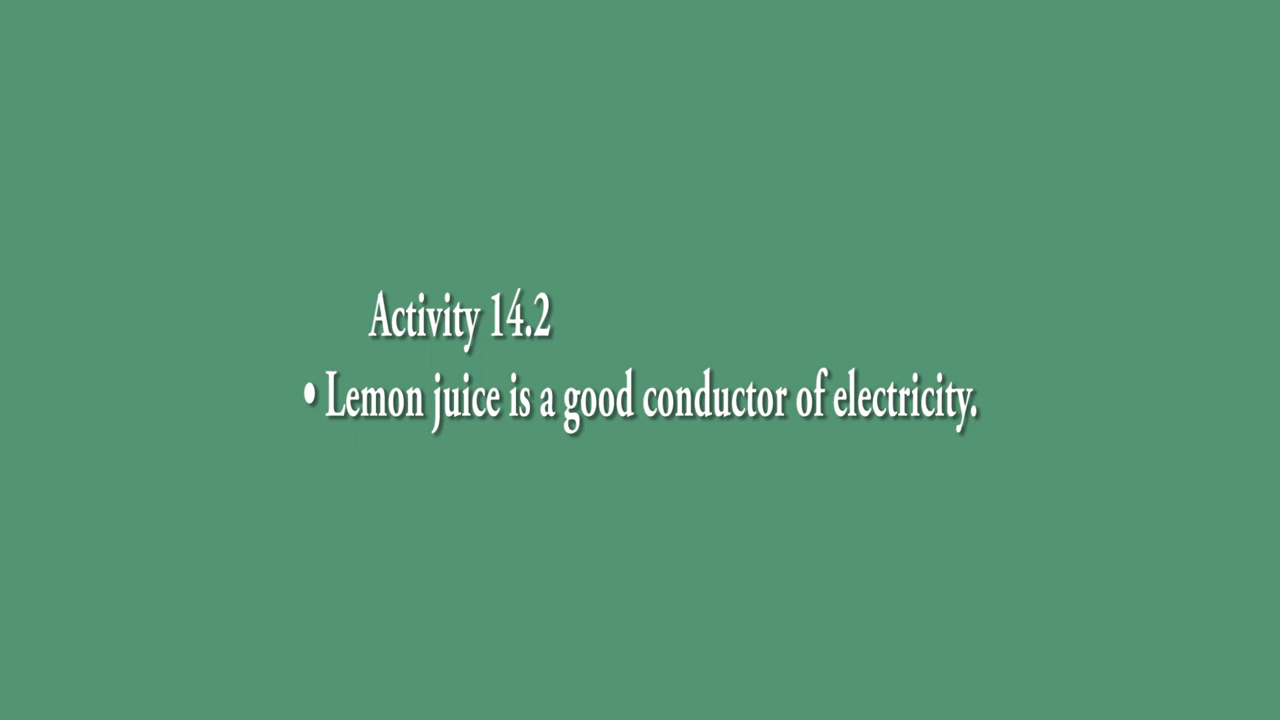 Activity 14.2
• Lemon juice is a good conductor of electricity.